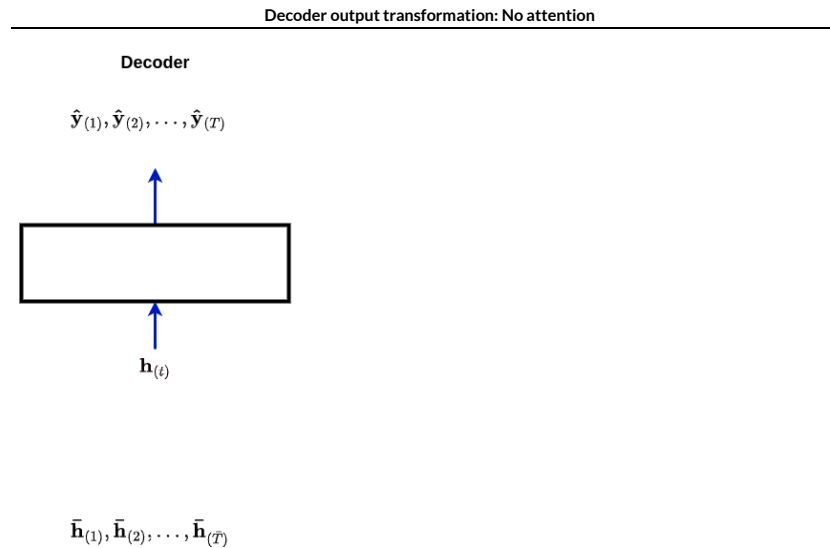 Decoder output transformation: No attention
Decoder
ŷ₍₁₎, ŷ₍₂₎, . . . , ŷ₍T₎
h₍t₎
h̄₍₁₎, h̄₍₂₎, . . . , h̄₍T̄₎